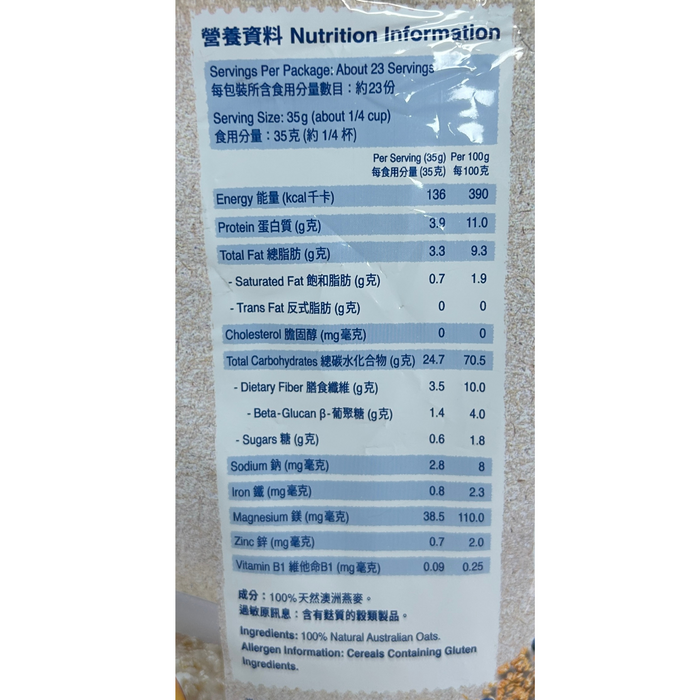 營養資料 Nutrition Information
Servings Per Package: About 23 Servings
每包裝所含食用分量數目：約23份
Serving Size: 35g (about 1/4 cup)
食用分量：35克 (約 1/4 杯)
Per Serving (35g) Per 100g
每食用分量 (35克) 每100克
Energy 能量 (kcal千卡) 136 390
Protein 蛋白質 (g克) 3.9 11.0
Total Fat 總脂肪 (g克) 3.3 9.3
- Saturated Fat 飽和脂肪 (g克) 0.7 1.9
- Trans Fat 反式脂肪 (g克) 0 0
Cholesterol 膽固醇 (mg毫克) 0 0
Total Carbohydrates 總碳水化合物 (g克) 24.7 70.5
- Dietary Fiber 膳食纖維 (g克) 3.5 10.0
- Beta-Glucan β-葡聚糖 (g克) 1.4 4.0
- Sugars 糖 (g克) 0.6 1.8
Sodium 鈉 (mg毫克) 2.8 8
Iron 鐵 (mg毫克) 0.8 2.3
Magnesium 鎂 (mg毫克) 38.5 110.0
Zinc 鋅 (mg毫克) 0.7 2.0
Vitamin B1 維他命B1 (mg毫克) 0.09 0.25
成分：100%天然澳洲燕麥。
過敏原訊息：含有麩質的穀類製品。
Ingredients: 100% Natural Australian Oats.
Allergen Information: Cereals Containing Gluten
Ingredients.